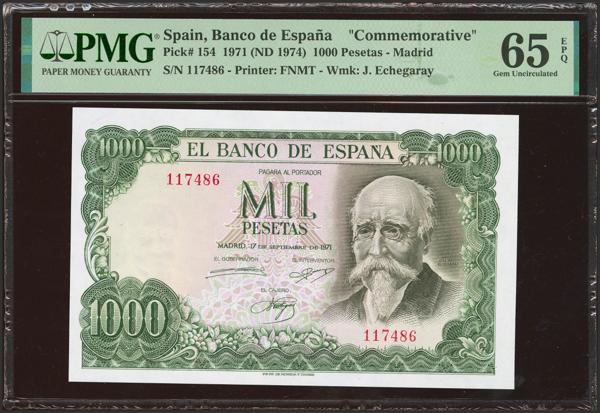 PMG
PAPER MONEY GUARANTY
Spain, Banco de España "Commemorative"
Pick# 154 1971 (ND 1974) 1000 Pesetas - Madrid
S/N 117486 - Printer: FNMT - Wmk: J. Echegaray
65 EPQ
Gem Uncirculated
1000
1000
EL BANCO DE ESPAÑA
PAGARA AL PORTADOR
117486
MIL
PESETAS
MADRID, 17 DE SEPTIEMBRE DE 1971
EL GOBERNADOR
EL INTERVENTOR
EL CAJERO
1000
117486